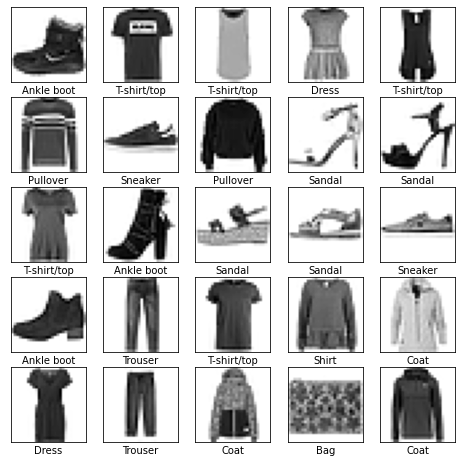 Ankle boot T-shirt/top T-shirt/top Dress T-shirt/top
Pullover Sneaker Pullover Sandal Sandal
T-shirt/top Ankle boot Sandal Sandal Sneaker
Ankle boot Trouser T-shirt/top Shirt Coat
Dress Trouser Coat Bag Coat